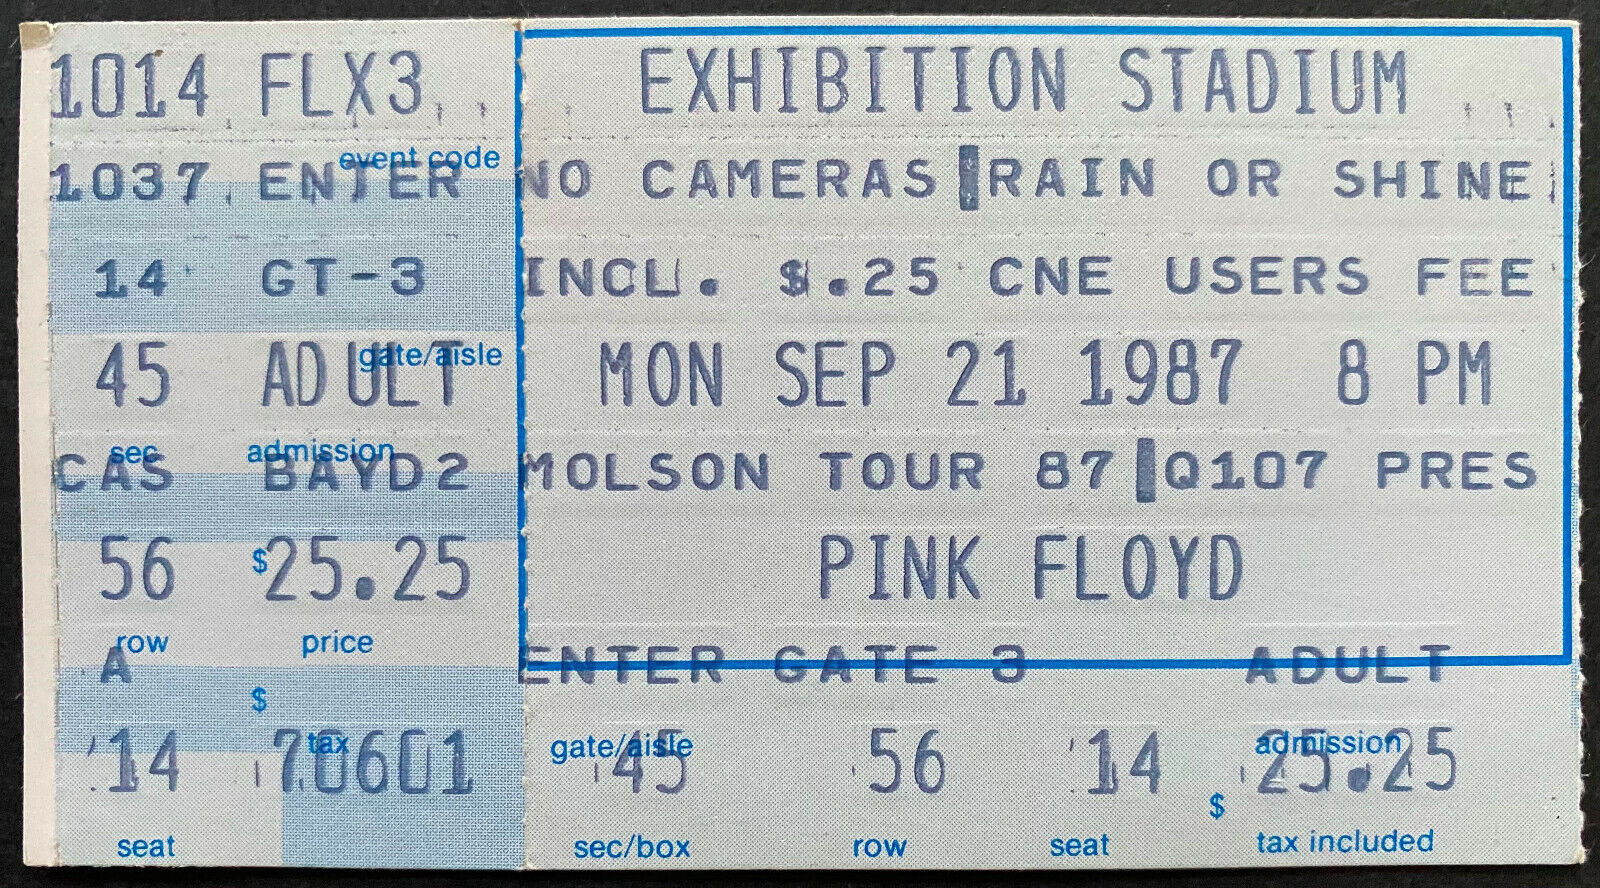 1014 FLX3
event code
1037 ENTER
14 GT-3
gate/aisle
45 ADULT
sec admission
CAS BAYD2
56 $25.25
row price
A
$
14 70601
tax
seat
EXHIBITION STADIUM
NO CAMERAS RAIN OR SHINE
INCL. $.25 CNE USERS FEE
MON SEP 21 1987 8 PM
MOLSON TOUR 87 Q107 PRES
PINK FLOYD
ENTER GATE 3 ADULT
gate/aisle admission
45 56 14 $ 25.25
sec/box row seat tax included